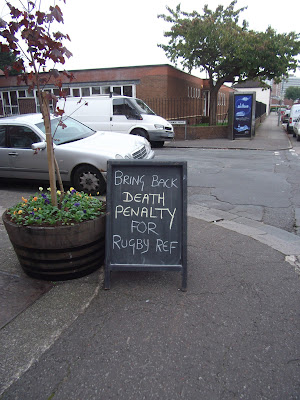 BRING BACK
DEATH
PENALTY
FOR
RUGBY REF